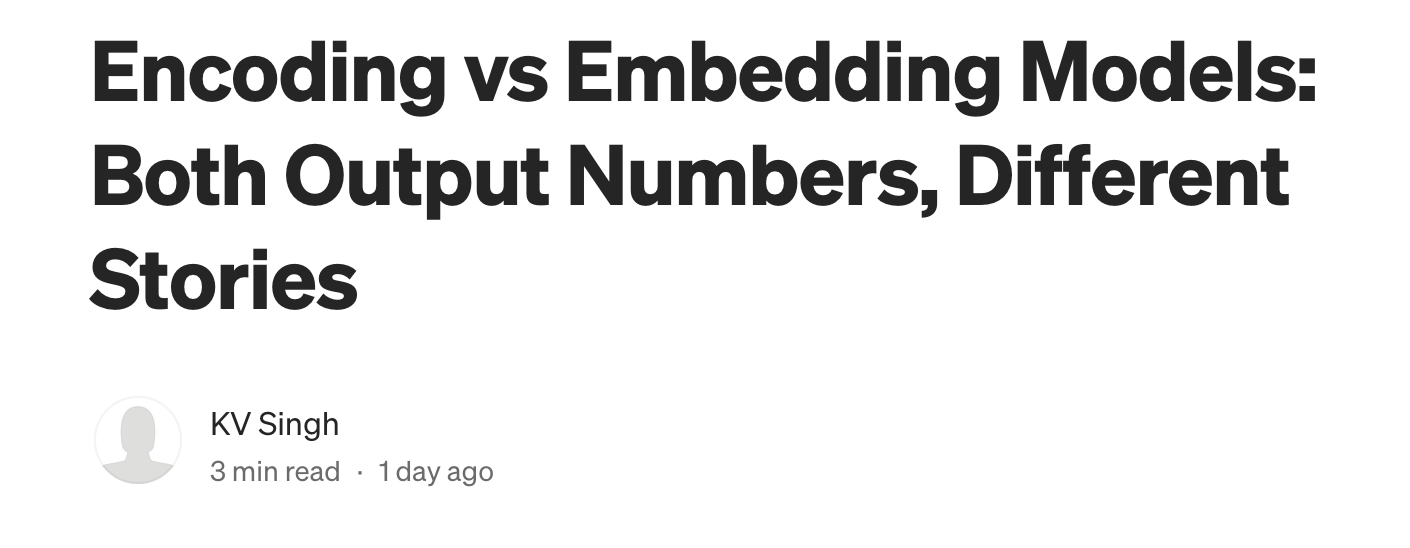 Encoding vs Embedding Models:
Both Output Numbers, Different
Stories
KV Singh
3 min read · 1 day ago